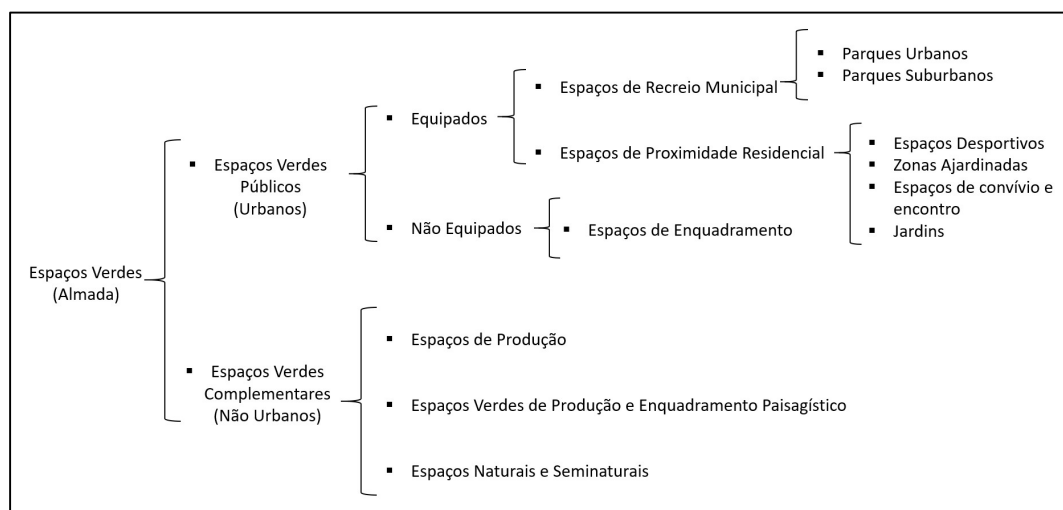 Espaços Verdes
(Almada)
▪ Espaços Verdes
Públicos
(Urbanos)
▪ Equipados
▪ Espaços de Recreio Municipal
▪ Parques Urbanos
▪ Parques Suburbanos
▪ Espaços de Proximidade Residencial
▪ Espaços Desportivos
▪ Zonas Ajardinadas
▪ Espaços de convívio e
encontro
▪ Jardins
▪ Não Equipados
▪ Espaços de Enquadramento
▪ Espaços Verdes
Complementares
(Não Urbanos)
▪ Espaços de Produção
▪ Espaços Verdes de Produção e Enquadramento Paisagístico
▪ Espaços Naturais e Seminaturais